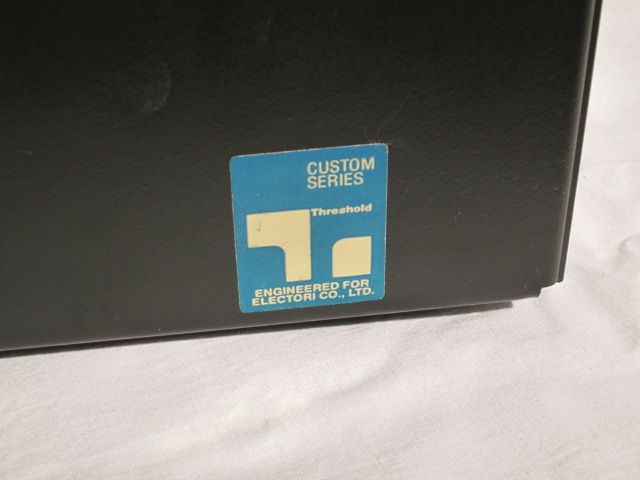 CUSTOM
SERIES
Threshold
ENGINEERED FOR
ELECTORI CO., LTD.